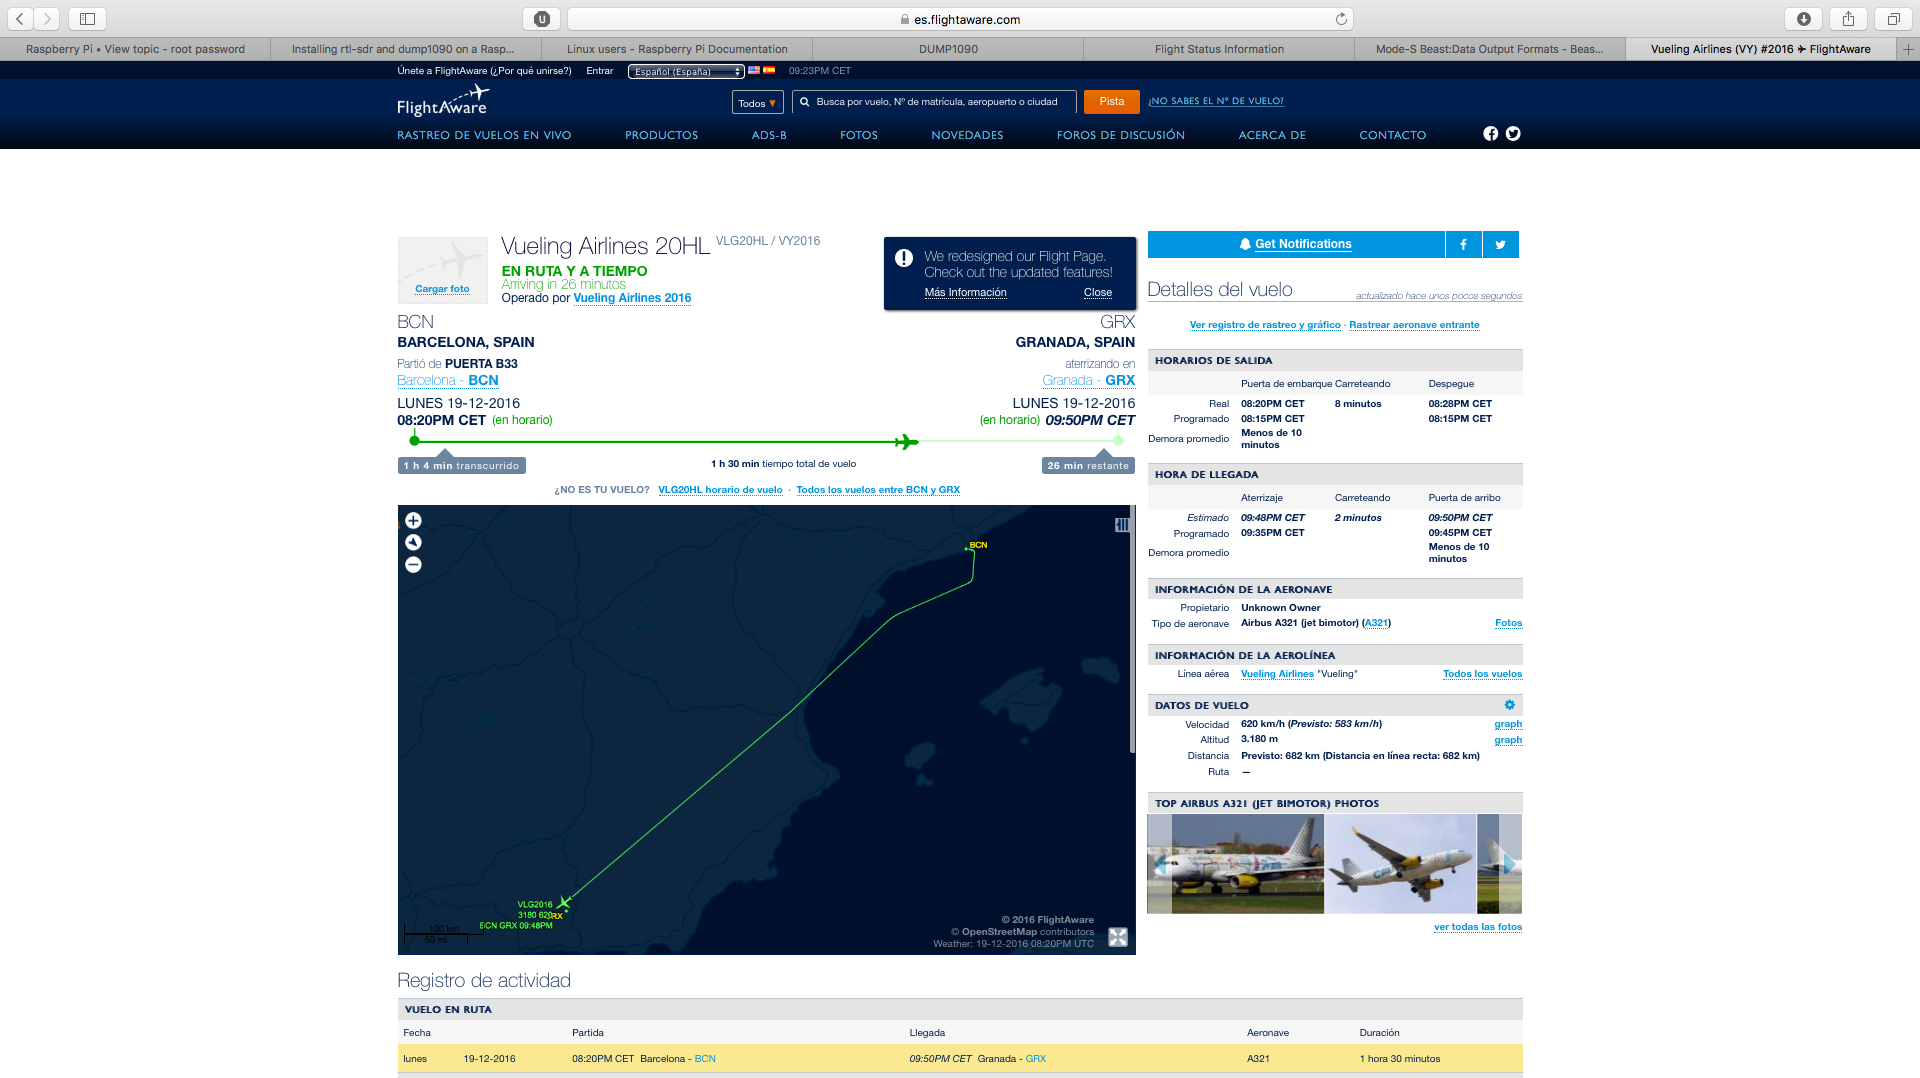 es.flightaware.com
Raspberry Pi • View topic - root password
Installing rtl-sdr and dump1090 on a Rasp...
Linux users - Raspberry Pi Documentation
DUMP1090
Flight Status Information
Mode-S Beast:Data Output Formats - Beas...
Vueling Airlines (VY) #2016 ✈ FlightAware
Únete a FlightAware (¿Por qué unirse?) Entrar Español (España) 09:23PM CET
FlightAware
Todos ▼ Busca por vuelo, Nº de matrícula, aeropuerto o ciudad Pista ¿NO SABES EL Nº DE VUELO?
RASTREO DE VUELOS EN VIVO PRODUCTOS ADS-B FOTOS NOVEDADES FOROS DE DISCUSIÓN ACERCA DE CONTACTO
Cargar foto
Vueling Airlines 20HL VLG20HL / VY2016
EN RUTA Y A TIEMPO
Arriving in 26 minutos
Operado por Vueling Airlines 2016
We redesigned our Flight Page.
Check out the updated features!
Más Información Close
BCN
BARCELONA, SPAIN
Partió de PUERTA B33
Barcelona - BCN
LUNES 19-12-2016
08:20PM CET (en horario)
GRX
GRANADA, SPAIN
aterrizando en
Granada - GRX
LUNES 19-12-2016
(en horario) 09:50PM CET
1 h 4 min transcurrido
1 h 30 min tiempo total de vuelo
26 min restante
¿NO ES TU VUELO? VLG20HL horario de vuelo · Todos los vuelos entre BCN y GRX
BCN
VLG2016
3180 620
GRX
BCN GRX 09:48PM
100 km
50 mi
© 2016 FlightAware
© OpenStreetMap contributors
Weather: 19-12-2016 08:20PM UTC
Get Notifications
Detalles del vuelo actualizado hace unos pocos segundos
Ver registro de rastreo y gráfico · Rastrear aeronave entrante
HORARIOS DE SALIDA
Puerta de embarque Carreteando Despegue
Real 08:20PM CET 8 minutos 08:28PM CET
Programado 08:15PM CET 08:15PM CET
Demora promedio Menos de 10
minutos
HORA DE LLEGADA
Aterrizaje Carreteando Puerta de arribo
Estimado 09:48PM CET 2 minutos 09:50PM CET
Programado 09:35PM CET 09:45PM CET
Demora promedio Menos de 10
minutos
INFORMACIÓN DE LA AERONAVE
Propietario Unknown Owner
Tipo de aeronave Airbus A321 (jet bimotor) (A321) Fotos
INFORMACIÓN DE LA AEROLÍNEA
Línea aérea Vueling Airlines "Vueling" Todos los vuelos
DATOS DE VUELO
Velocidad 620 km/h (Previsto: 583 km/h) graph
Altitud 3.180 m graph
Distancia Previsto: 682 km (Distancia en línea recta: 682 km)
Ruta —
TOP AIRBUS A321 (JET BIMOTOR) PHOTOS
ver todas las fotos
Registro de actividad
VUELO EN RUTA
Fecha Partida Llegada Aeronave Duración
lunes 19-12-2016 08:20PM CET Barcelona - BCN 09:50PM CET Granada - GRX A321 1 hora 30 minutos